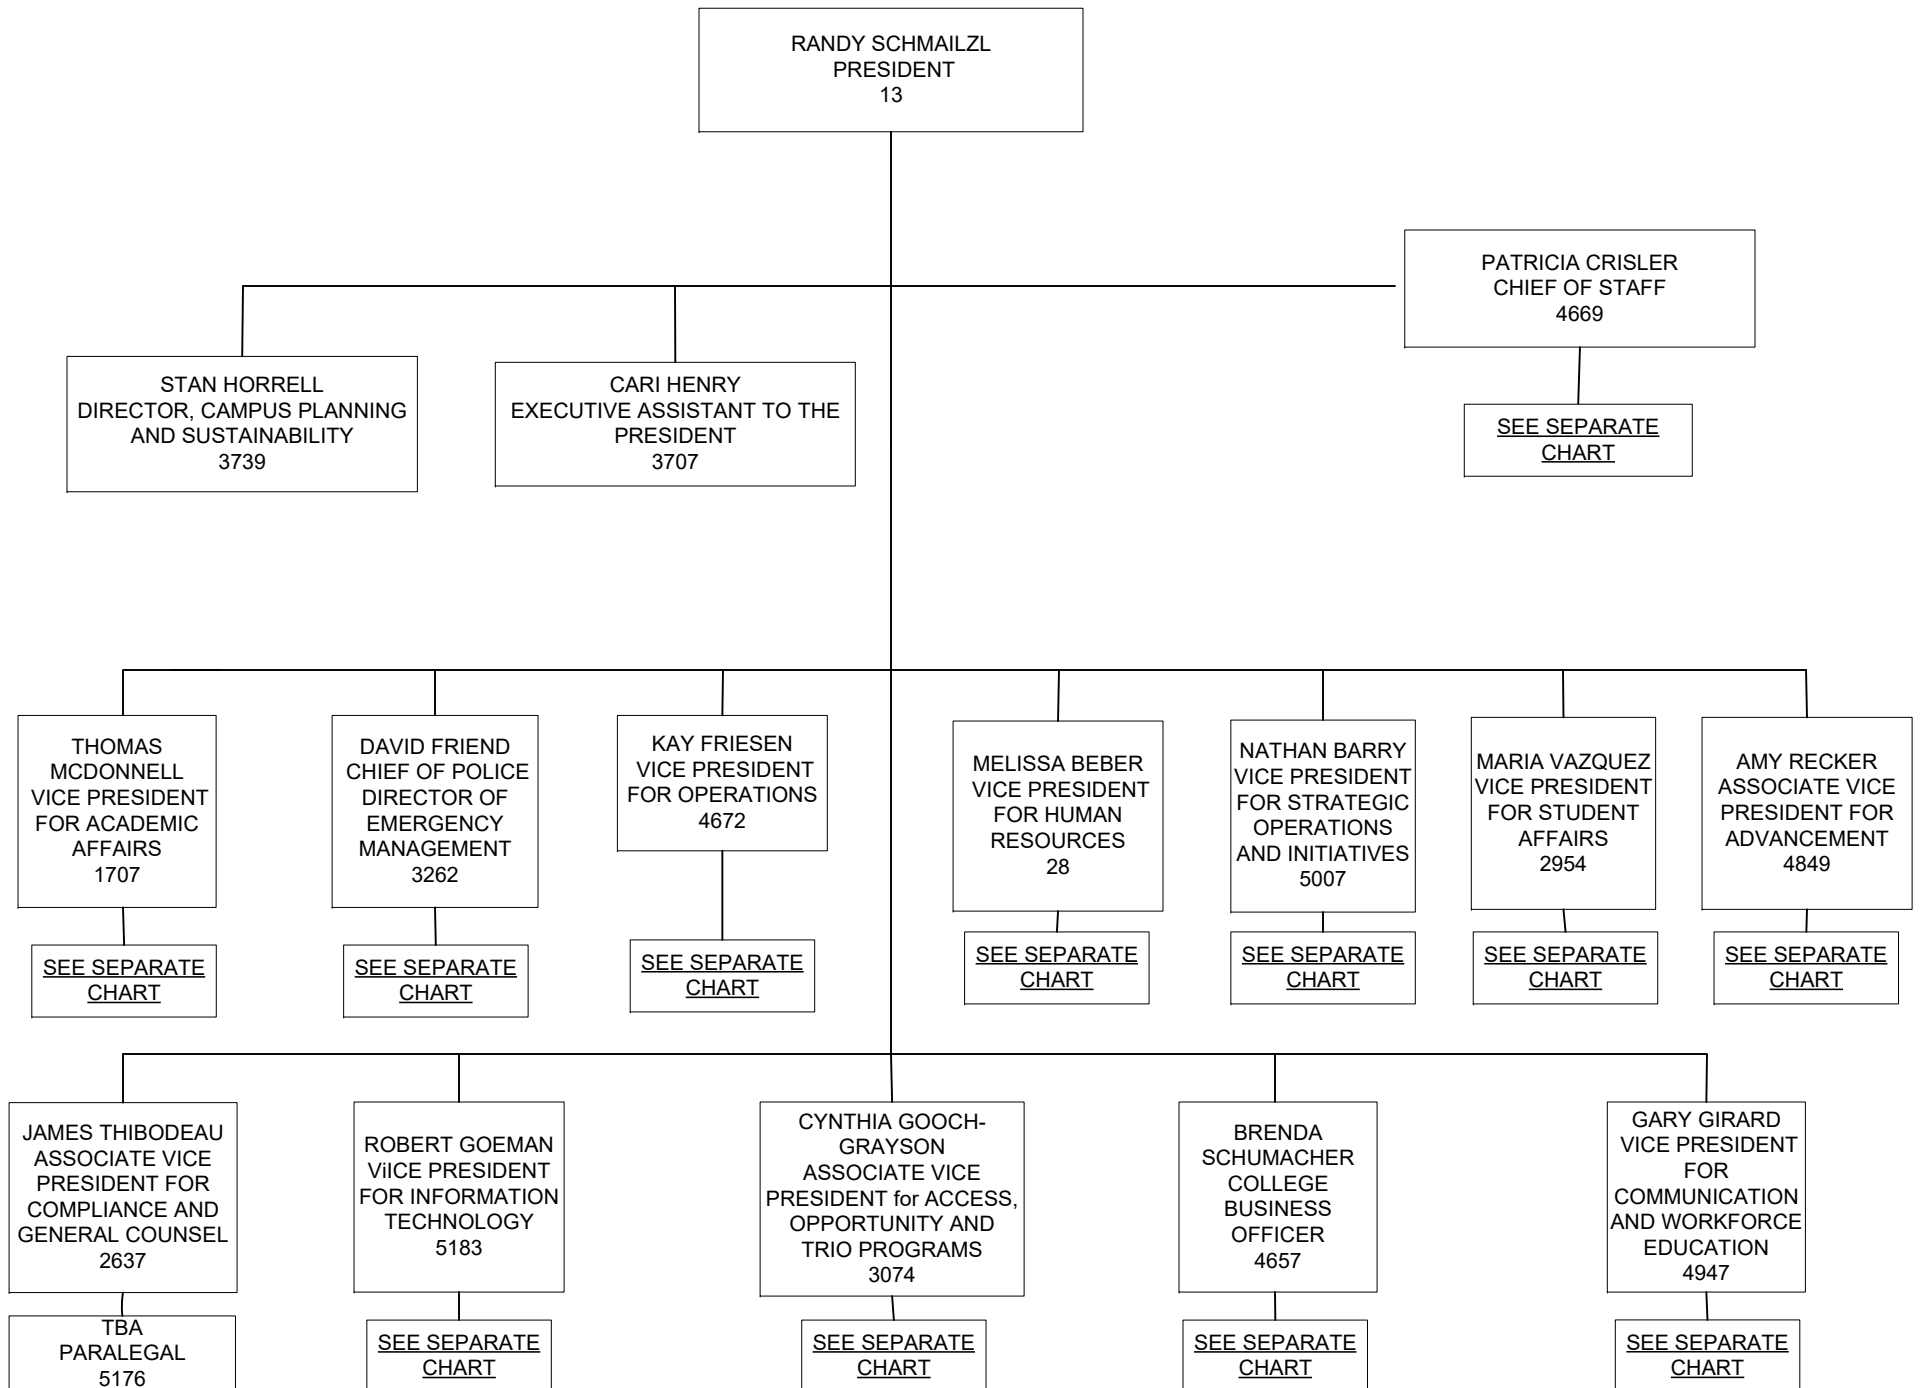 RANDY SCHMAILZL
PRESIDENT
13
PATRICIA CRISLER
CHIEF OF STAFF
4669
SEE SEPARATE
CHART
STAN HORRELL
DIRECTOR, CAMPUS PLANNING
AND SUSTAINABILITY
3739
CARI HENRY
EXECUTIVE ASSISTANT TO THE
PRESIDENT
3707
THOMAS
MCDONNELL
VICE PRESIDENT
FOR ACADEMIC
AFFAIRS
1707
SEE SEPARATE
CHART
DAVID FRIEND
CHIEF OF POLICE
DIRECTOR OF
EMERGENCY
MANAGEMENT
3262
SEE SEPARATE
CHART
KAY FRIESEN
VICE PRESIDENT
FOR OPERATIONS
4672
SEE SEPARATE
CHART
MELISSA BEBER
VICE PRESIDENT
FOR HUMAN
RESOURCES
28
SEE SEPARATE
CHART
NATHAN BARRY
VICE PRESIDENT
FOR STRATEGIC
OPERATIONS
AND INITIATIVES
5007
SEE SEPARATE
CHART
MARIA VAZQUEZ
VICE PRESIDENT
FOR STUDENT
AFFAIRS
2954
SEE SEPARATE
CHART
AMY RECKER
ASSOCIATE VICE
PRESIDENT FOR
ADVANCEMENT
4849
SEE SEPARATE
CHART
JAMES THIBODEAU
ASSOCIATE VICE
PRESIDENT FOR
COMPLIANCE AND
GENERAL COUNSEL
2637
TBA
PARALEGAL
5176
ROBERT GOEMAN
ViICE PRESIDENT
FOR INFORMATION
TECHNOLOGY
5183
SEE SEPARATE
CHART
CYNTHIA GOOCH-
GRAYSON
ASSOCIATE VICE
PRESIDENT for ACCESS,
OPPORTUNITY AND
TRIO PROGRAMS
3074
SEE SEPARATE
CHART
BRENDA
SCHUMACHER
COLLEGE
BUSINESS
OFFICER
4657
SEE SEPARATE
CHART
GARY GIRARD
VICE PRESIDENT
FOR
COMMUNICATION
AND WORKFORCE
EDUCATION
4947
SEE SEPARATE
CHART